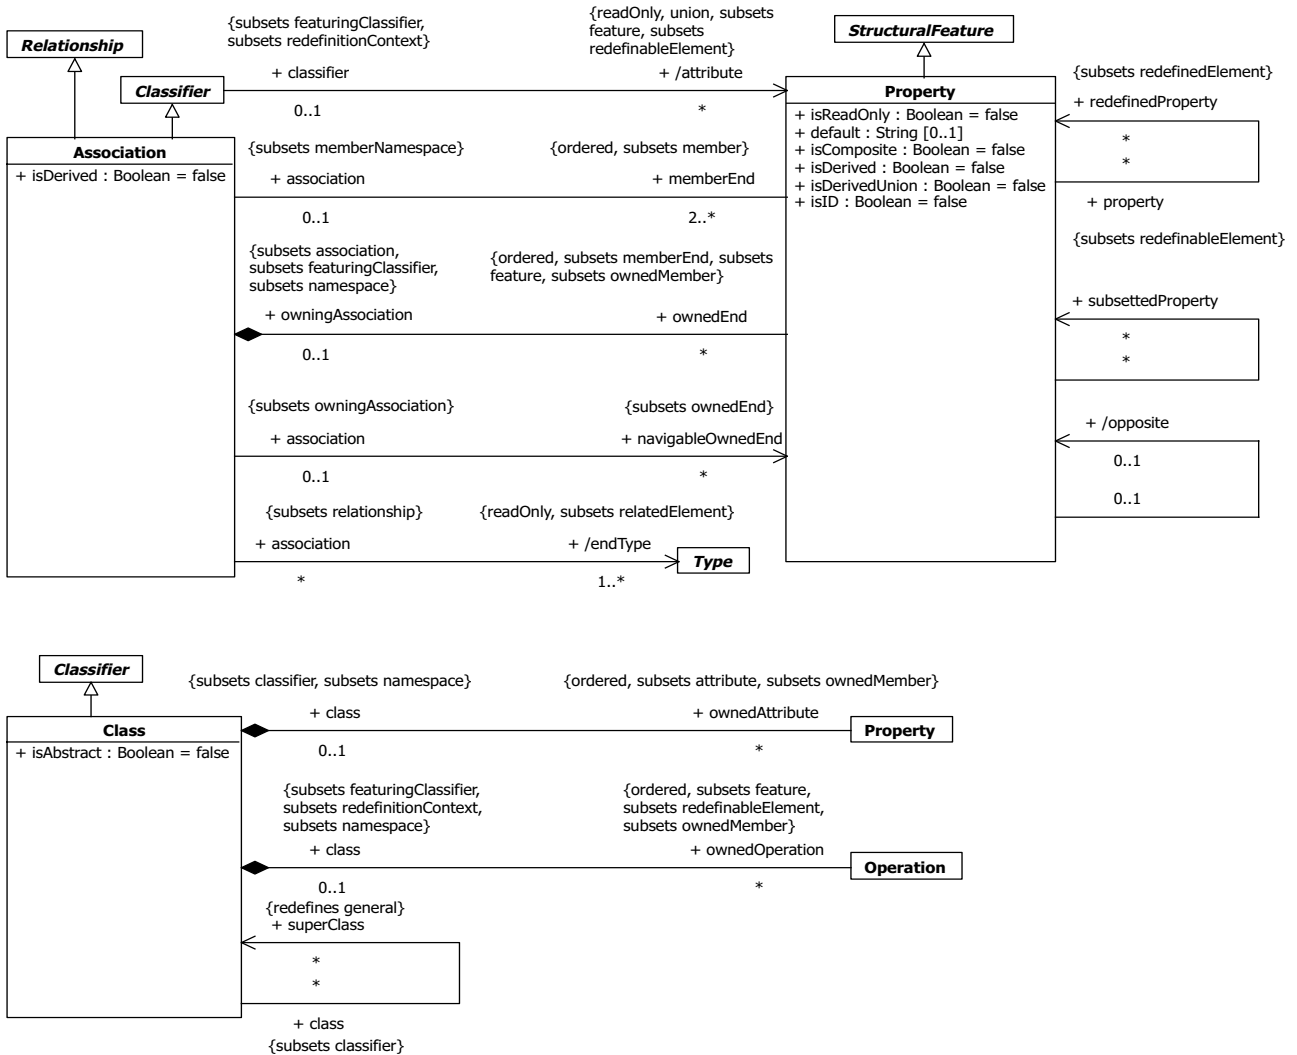 {subsets featuringClassifier,
subsets redefinitionContext}
{readOnly, union, subsets
feature, subsets
redefinableElement}
Relationship
StructuralFeature
+ classifier
+ /attribute
{subsets redefinedElement}
Classifier
Property
0..1
*
+ redefinedProperty
+ isReadOnly : Boolean = false
+ default : String [0..1]
+ isComposite : Boolean = false
+ isDerived : Boolean = false
+ isDerivedUnion : Boolean = false
+ isID : Boolean = false
*
*
+ property
{subsets redefinableElement}
Association
+ isDerived : Boolean = false
{subsets memberNamespace}
{ordered, subsets member}
+ association
+ memberEnd
0..1
2..*
{subsets association,
subsets featuringClassifier,
subsets namespace}
{ordered, subsets memberEnd, subsets
feature, subsets ownedMember}
+ owningAssociation
+ ownedEnd
0..1
*
+ subsettedProperty
*
*
{subsets owningAssociation}
{subsets ownedEnd}
+ association
+ navigableOwnedEnd
0..1
*
+ /opposite
0..1
0..1
{subsets relationship}
{readOnly, subsets relatedElement}
+ association
+ /endType
Type
*
1..*
Classifier
{subsets classifier, subsets namespace}
{ordered, subsets attribute, subsets ownedMember}
Class
+ isAbstract : Boolean = false
+ class
+ ownedAttribute
Property
0..1
*
{subsets featuringClassifier,
subsets redefinitionContext,
subsets namespace}
{ordered, subsets feature,
subsets redefinableElement,
subsets ownedMember}
+ class
+ ownedOperation
Operation
0..1
*
{redefines general}
+ superClass
*
*
+ class
{subsets classifier}